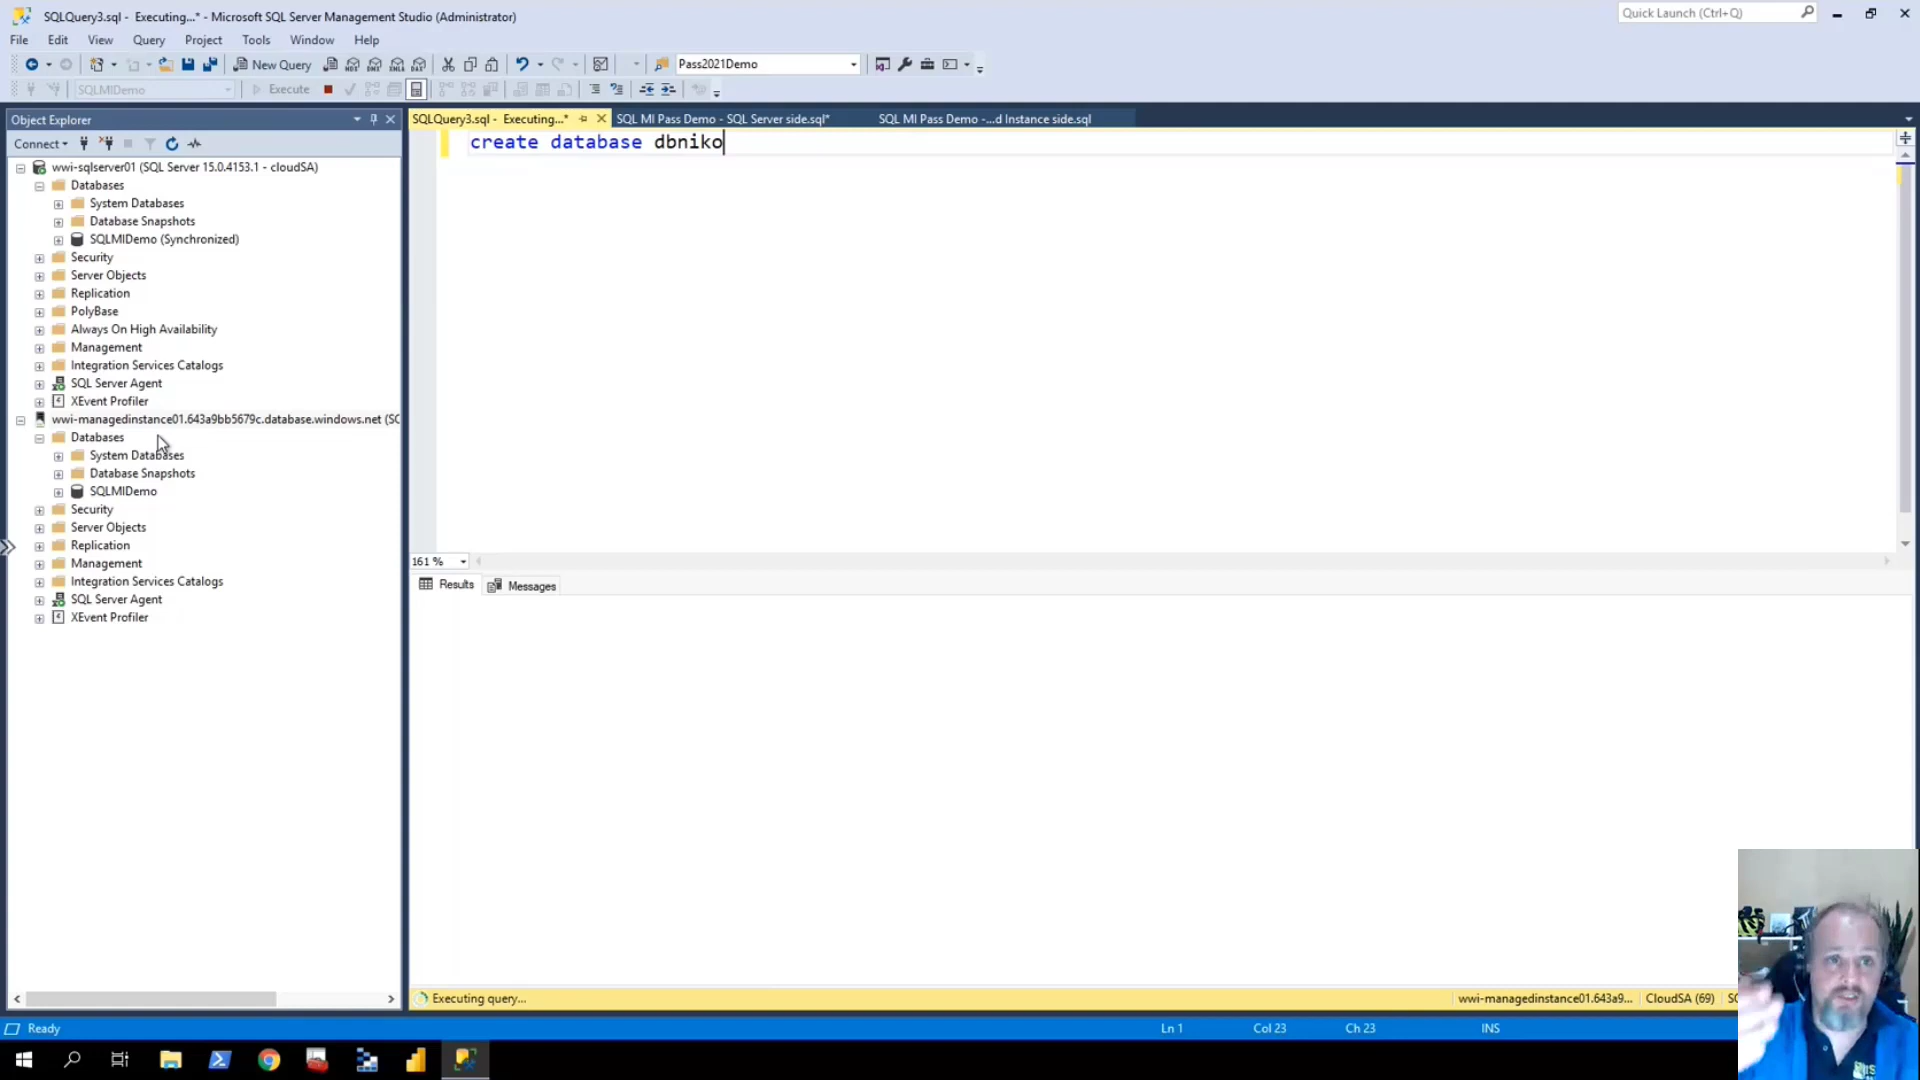 SQLQuery3.sql - Executing...* - Microsoft SQL Server Management Studio (Administrator)
Quick Launch (Ctrl+Q)
File Edit View Query Project Tools Window Help
New Query
Pass2021Demo
SQLMIDemo
Execute
Object Explorer
SQLQuery3.sql - Executing...*
SQL MI Pass Demo - SQL Server side.sql*
SQL MI Pass Demo -...d Instance side.sql
Connect
create database dbniko
wwi-sqlserver01 (SQL Server 15.0.4153.1 - cloudSA)
Databases
System Databases
Database Snapshots
SQLMIDemo (Synchronized)
Security
Server Objects
Replication
PolyBase
Always On High Availability
Management
Integration Services Catalogs
SQL Server Agent
XEvent Profiler
wwi-managedinstance01.643a9bb5679c.database.windows.net (SQ
Databases
System Databases
Database Snapshots
SQLMIDemo
Security
Server Objects
Replication
Management
Integration Services Catalogs
SQL Server Agent
XEvent Profiler
161 %
Results Messages
Executing query...
wwi-managedinstance01.643a9...
CloudSA (69)
Ready
Ln 1 Col 23 Ch 23 INS